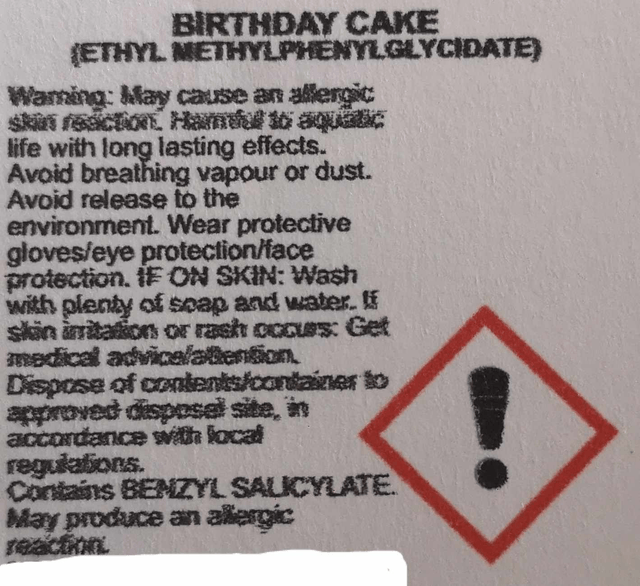 BIRTHDAY CAKE
(ETHYL METHYLPHENYLGLYCIDATE)
Warning: May cause an allergic
skin reaction. Harmful to aquatic
life with long lasting effects.
Avoid breathing vapour or dust.
Avoid release to the
environment. Wear protective
gloves/eye protection/face
protection. IF ON SKIN: Wash
with plenty of soap and water. If
skin irritation or rash occurs: Get
medical advice/attention.
Dispose of contents/container to
approved disposal site, in
accordance with local
regulations.
Contains BENZYL SALICYLATE.
May produce an allergic
reaction.